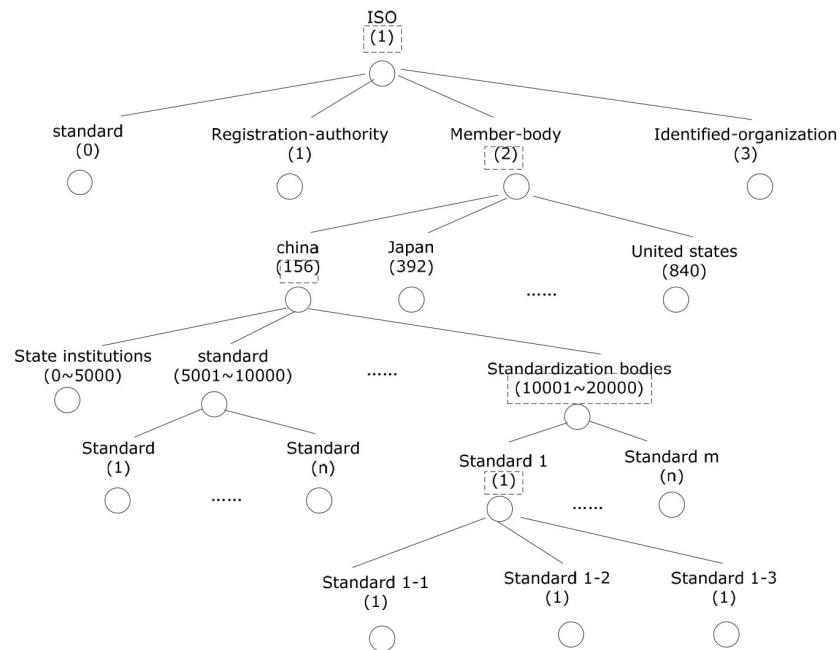 ISO
(1)
standard
(0)
Registration-authority
(1)
Member-body
(2)
Identified-organization
(3)
china
(156)
Japan
(392)
......
United states
(840)
State institutions
(0~5000)
standard
(5001~10000)
......
Standardization bodies
(10001~20000)
Standard
(1)
......
Standard
(n)
Standard 1
(1)
......
Standard m
(n)
Standard 1-1
(1)
Standard 1-2
(1)
Standard 1-3
(1)